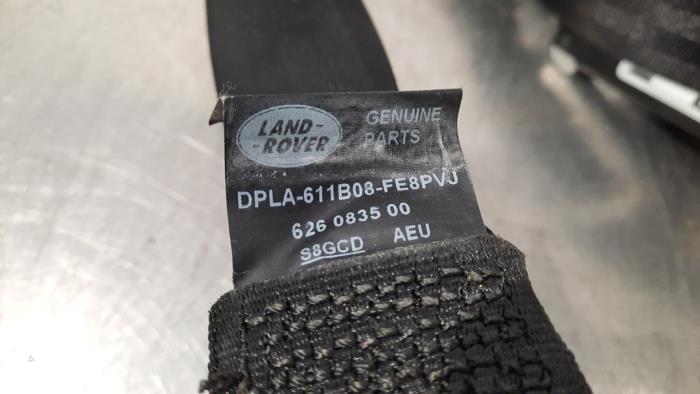 LAND-
-ROVER
GENUINE
PARTS
DPLA-611B08-FE8PVJ
626 0835 00
S8GCD AEU